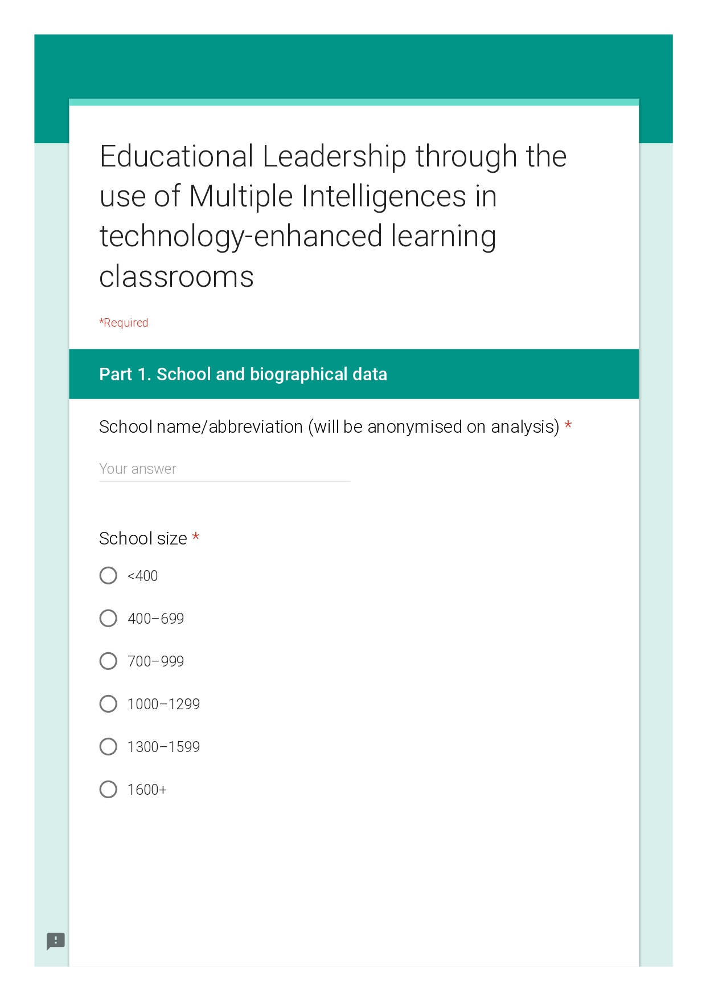 Educational Leadership through the
use of Multiple Intelligences in
technology-enhanced learning
classrooms
*Required
Part 1. School and biographical data
School name/abbreviation (will be anonymised on analysis) *
Your answer
School size *
<400
400–699
700–999
1000–1299
1300–1599
1600+